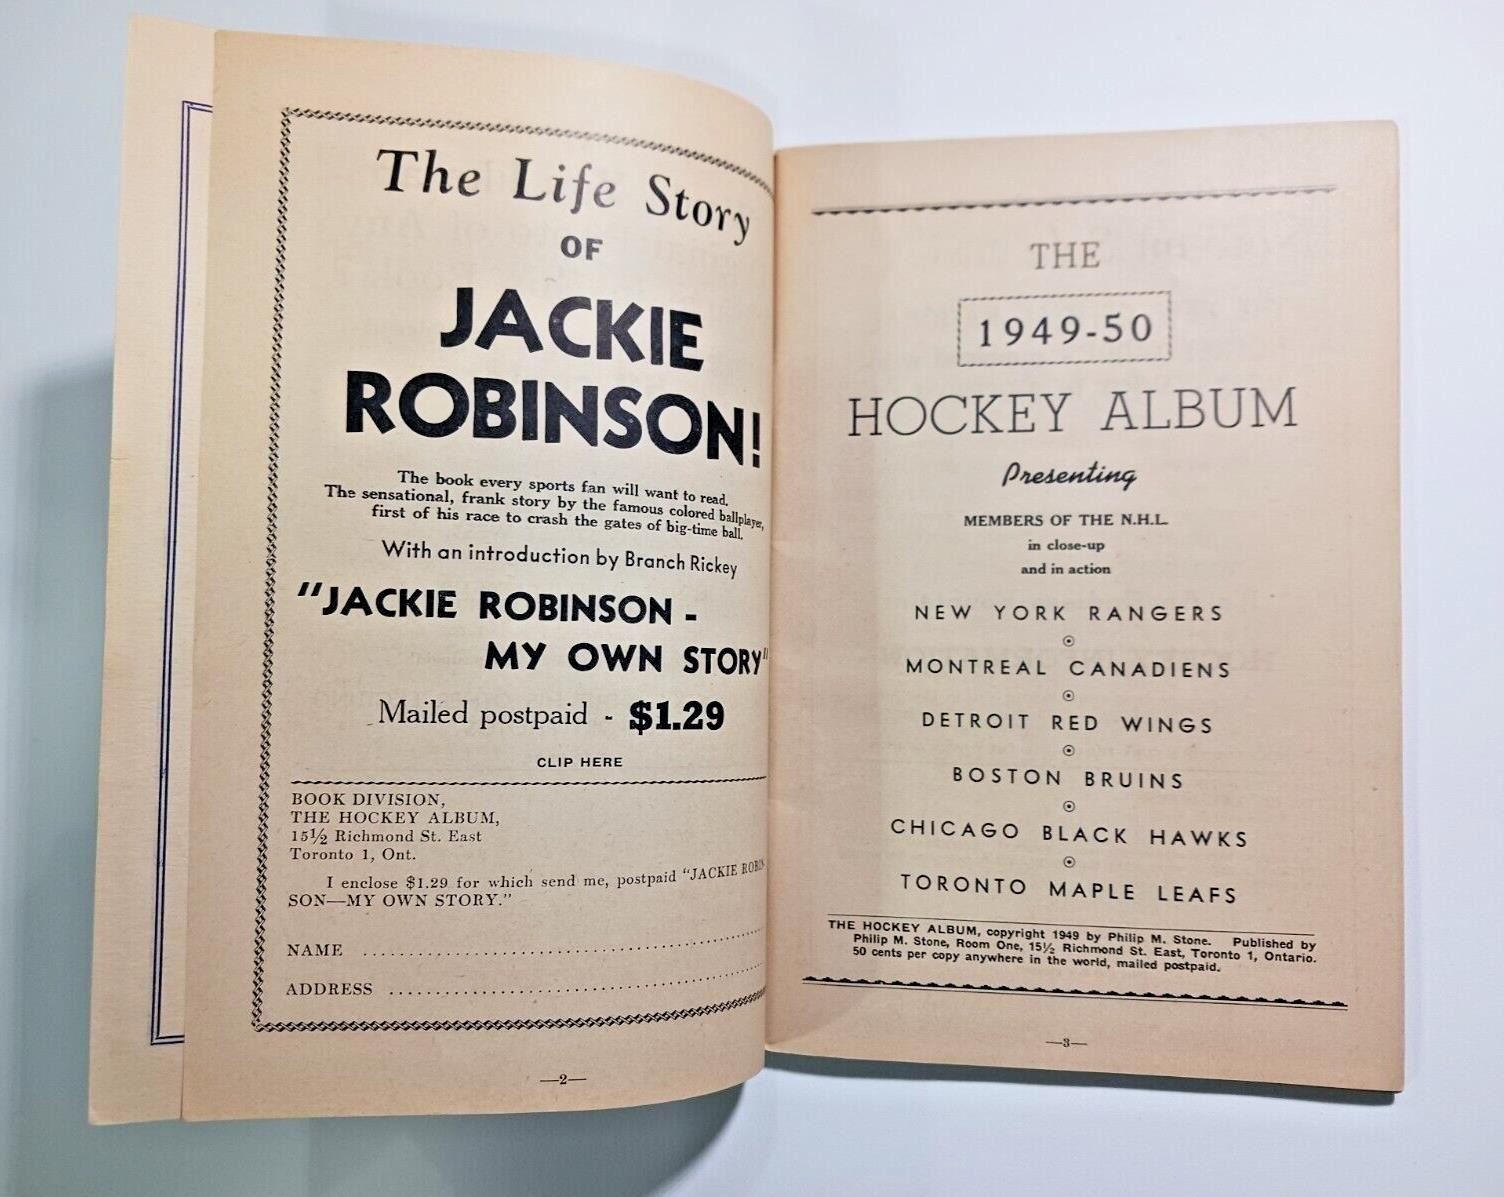 The Life Story
OF
JACKIE
ROBINSON!
The book every sports fan will want to read.
The sensational, frank story by the famous colored ballplayer,
first of his race to crash the gates of big-time ball.
With an introduction by Branch Rickey
"JACKIE ROBINSON -
MY OWN STORY"
Mailed postpaid - $1.29
CLIP HERE
BOOK DIVISION,
THE HOCKEY ALBUM,
15½ Richmond St. East
Toronto 1, Ont.
I enclose $1.29 for which send me, postpaid "JACKIE ROBIN-
SON—MY OWN STORY."
NAME
ADDRESS
—2—
THE
1949-50
HOCKEY ALBUM
Presenting
MEMBERS OF THE N.H.L.
in close-up
and in action
NEW YORK RANGERS
MONTREAL CANADIENS
DETROIT RED WINGS
BOSTON BRUINS
CHICAGO BLACK HAWKS
TORONTO MAPLE LEAFS
THE HOCKEY ALBUM, copyright 1949 by Philip M. Stone. Published by
Philip M. Stone, Room One, 15½ Richmond St. East, Toronto 1, Ontario.
50 cents per copy anywhere in the world, mailed postpaid.
—3—